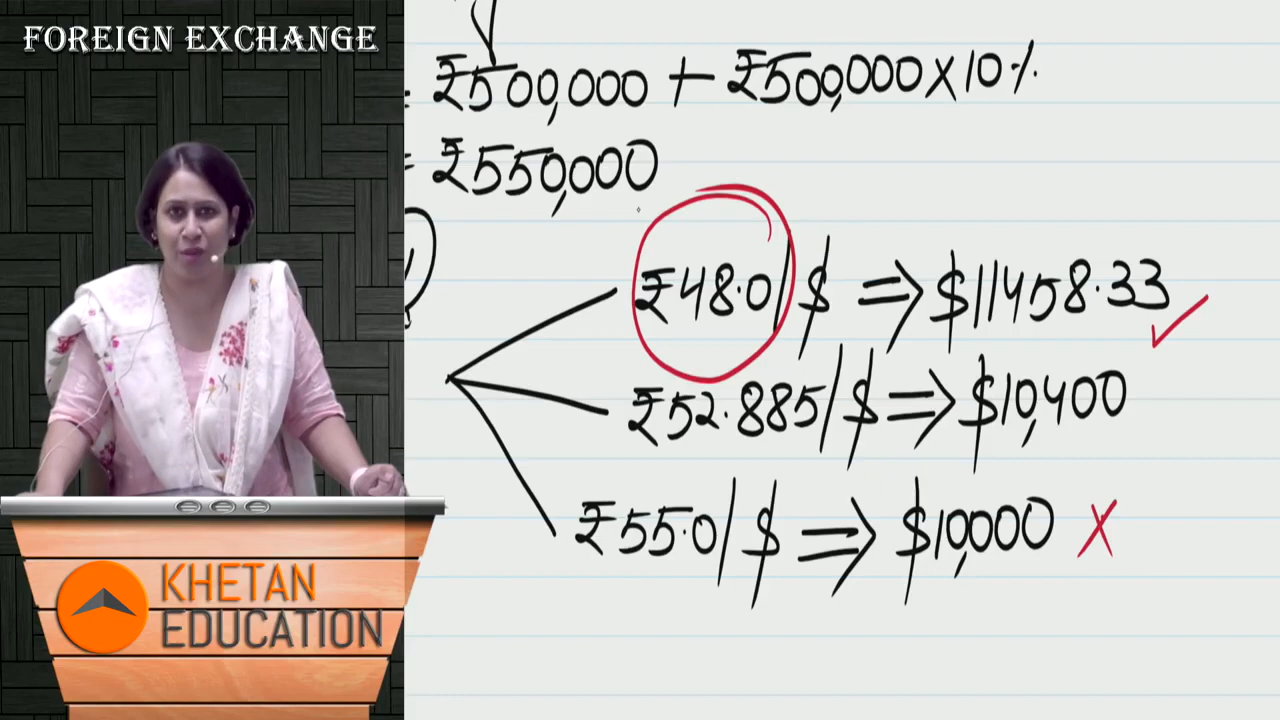 FOREIGN EXCHANGE
= ₹500,000 + ₹500,000 × 10%
= ₹550,000
₹48.0/$ ⇒ $11458.33 ✓
₹52.885/$ ⇒ $10,400
₹55.0/$ ⇒ $10,000 ✗
KHETAN
EDUCATION